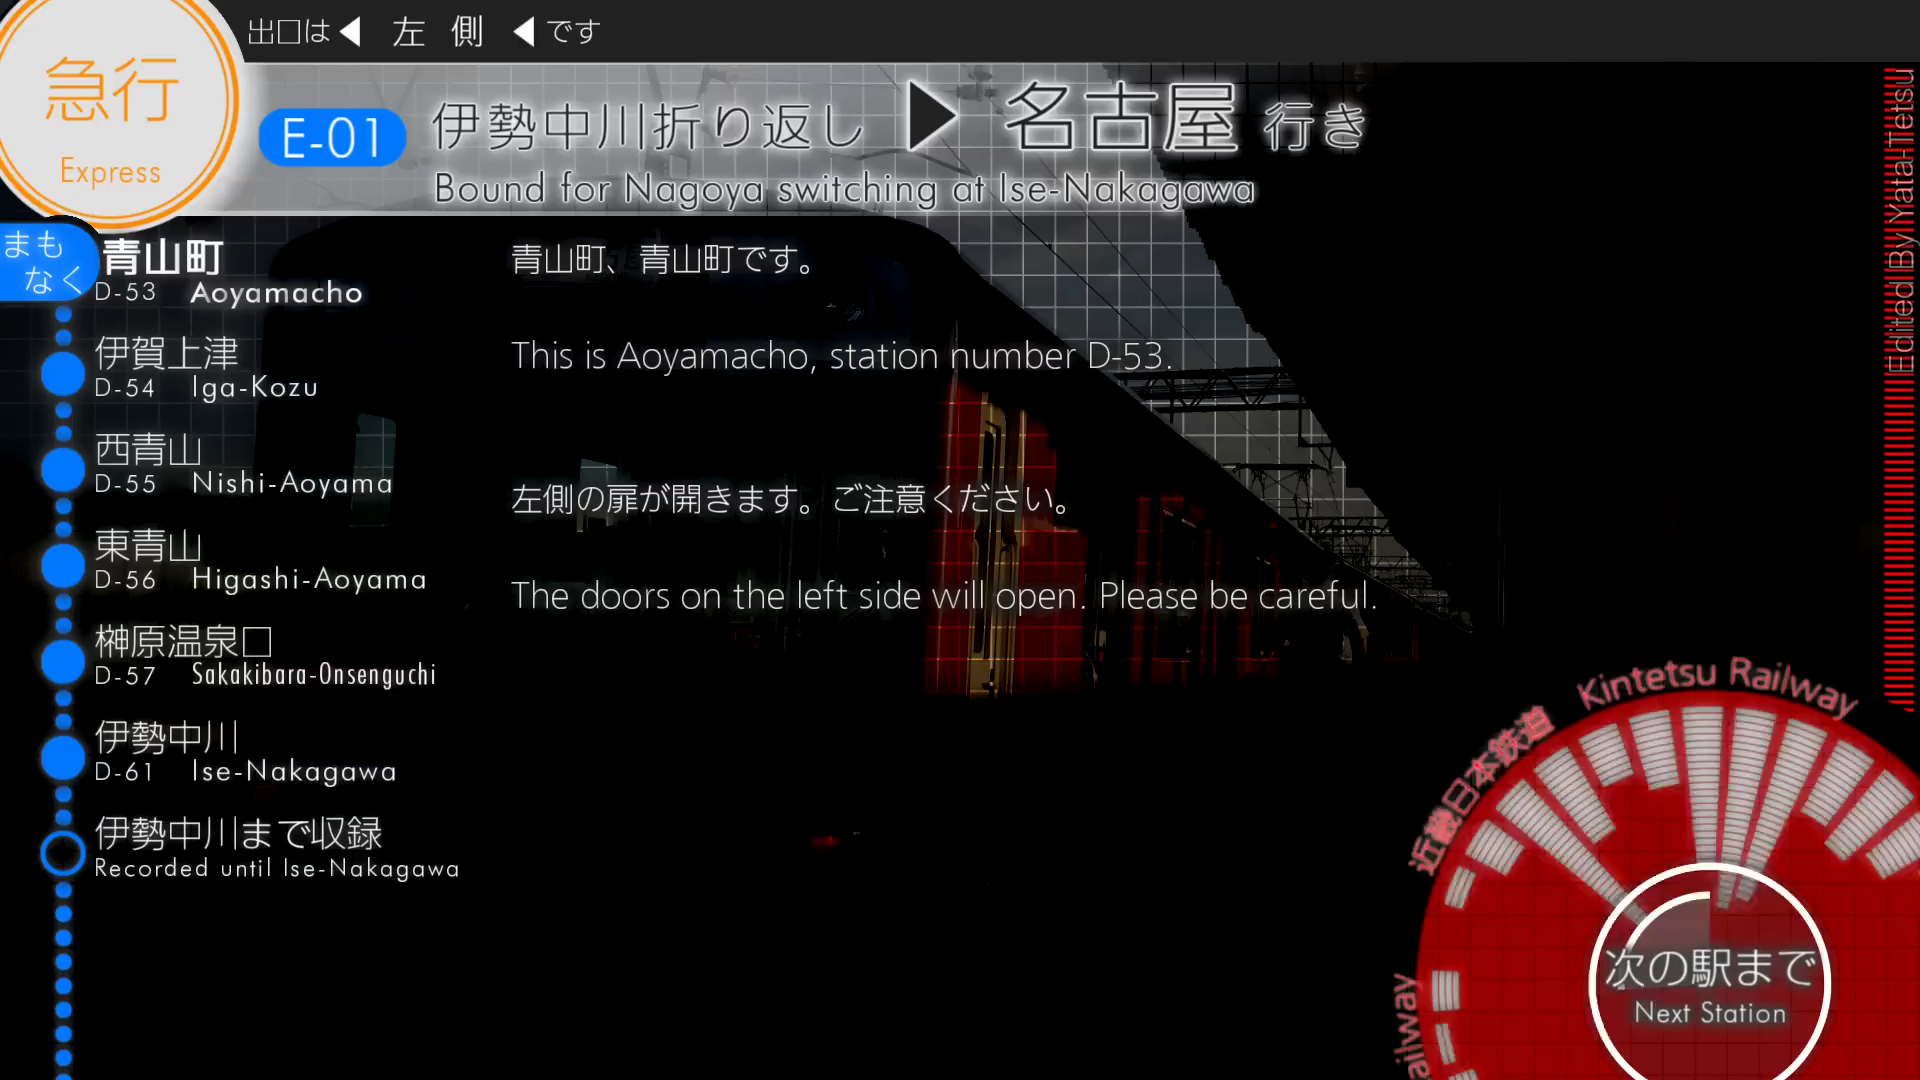 出口は◀ 左 側 ◀です
急行
Express
E-01
伊勢中川折り返し ▶ 名古屋 行き
Bound for Nagoya switching at Ise-Nakagawa
まもなく
青山町
D-53 Aoyamacho
伊賀上津
D-54 Iga-Kozu
西青山
D-55 Nishi-Aoyama
東青山
D-56 Higashi-Aoyama
榊原温泉口
D-57 Sakakibara-Onsenguchi
伊勢中川
D-61 Ise-Nakagawa
伊勢中川まで収録
Recorded until Ise-Nakagawa
青山町、青山町です。
This is Aoyamacho, station number D-53.
左側の扉が開きます。ご注意ください。
The doors on the left side will open. Please be careful.
Edited By Yata-Tetsu
近畿日本鉄道
Kintetsu Railway
ailway
次の駅まで
Next Station